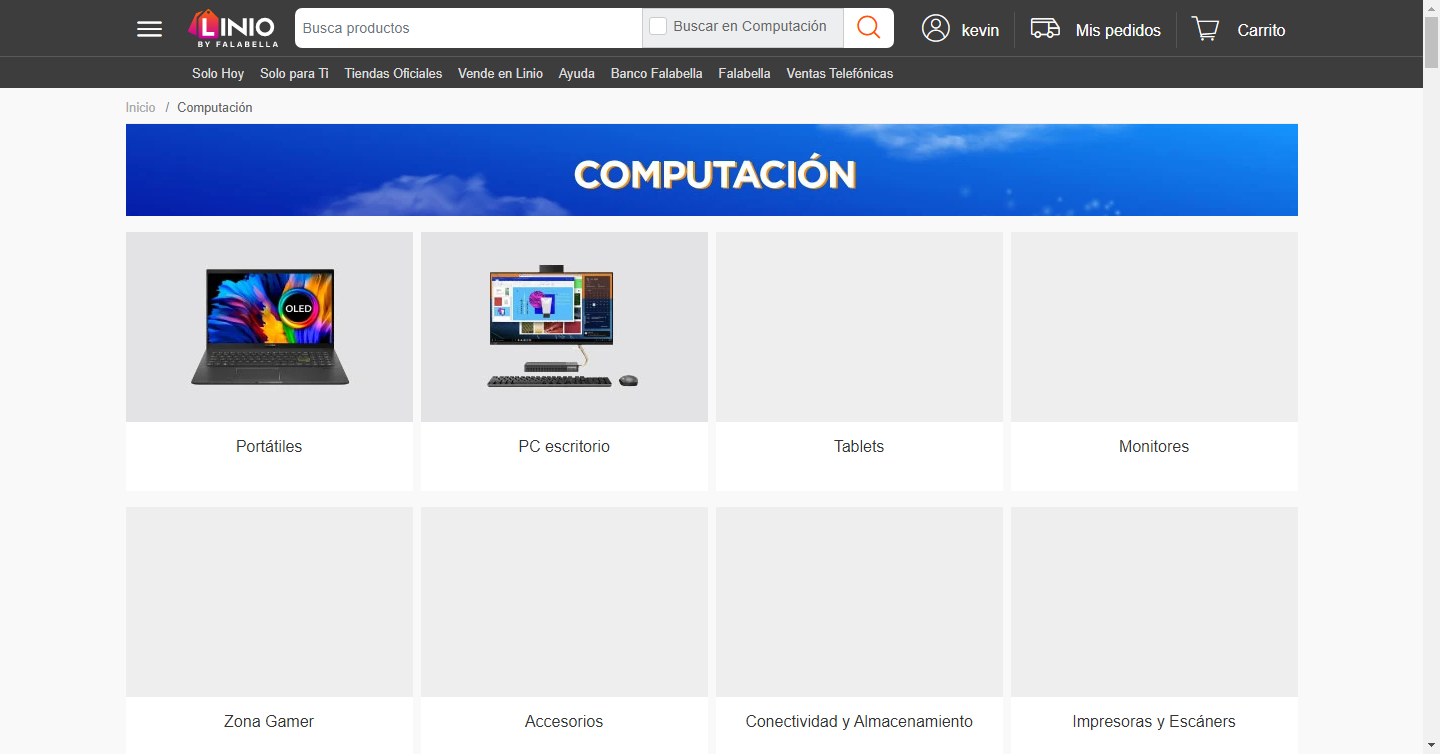 LINIO
BY FALABELLA
Busca productos
Buscar en Computación
kevin
Mis pedidos
Carrito
Solo Hoy
Solo para Ti
Tiendas Oficiales
Vende en Linio
Ayuda
Banco Falabella
Falabella
Ventas Telefónicas
Inicio / Computación
COMPUTACIÓN
OLED
Portátiles
PC escritorio
Tablets
Monitores
Zona Gamer
Accesorios
Conectividad y Almacenamiento
Impresoras y Escáners